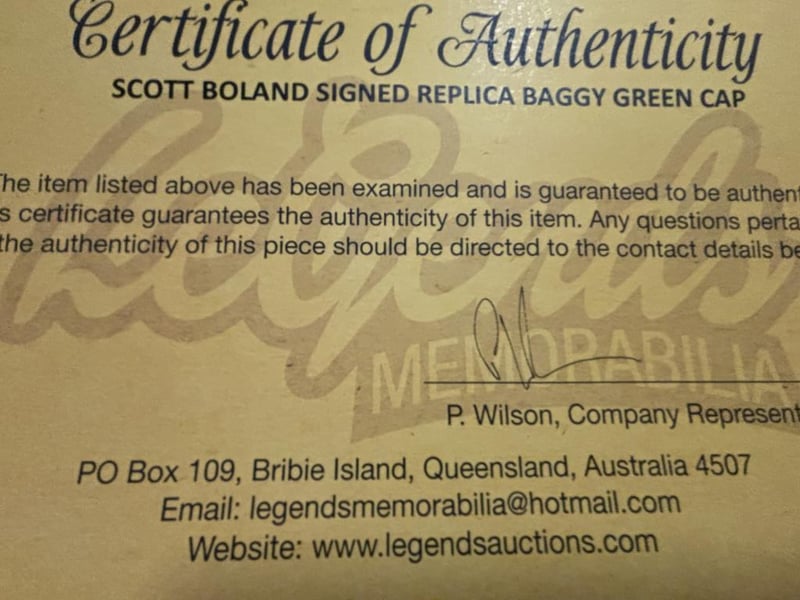 Certificate of Authenticity
SCOTT BOLAND SIGNED REPLICA BAGGY GREEN CAP
The item listed above has been examined and is guaranteed to be authent
s certificate guarantees the authenticity of this item. Any questions perta
the authenticity of this piece should be directed to the contact details be
Legends
MEMORABILIA
P. Wilson, Company Represent
PO Box 109, Bribie Island, Queensland, Australia 4507
Email: legendsmemorabilia@hotmail.com
Website: www.legendsauctions.com